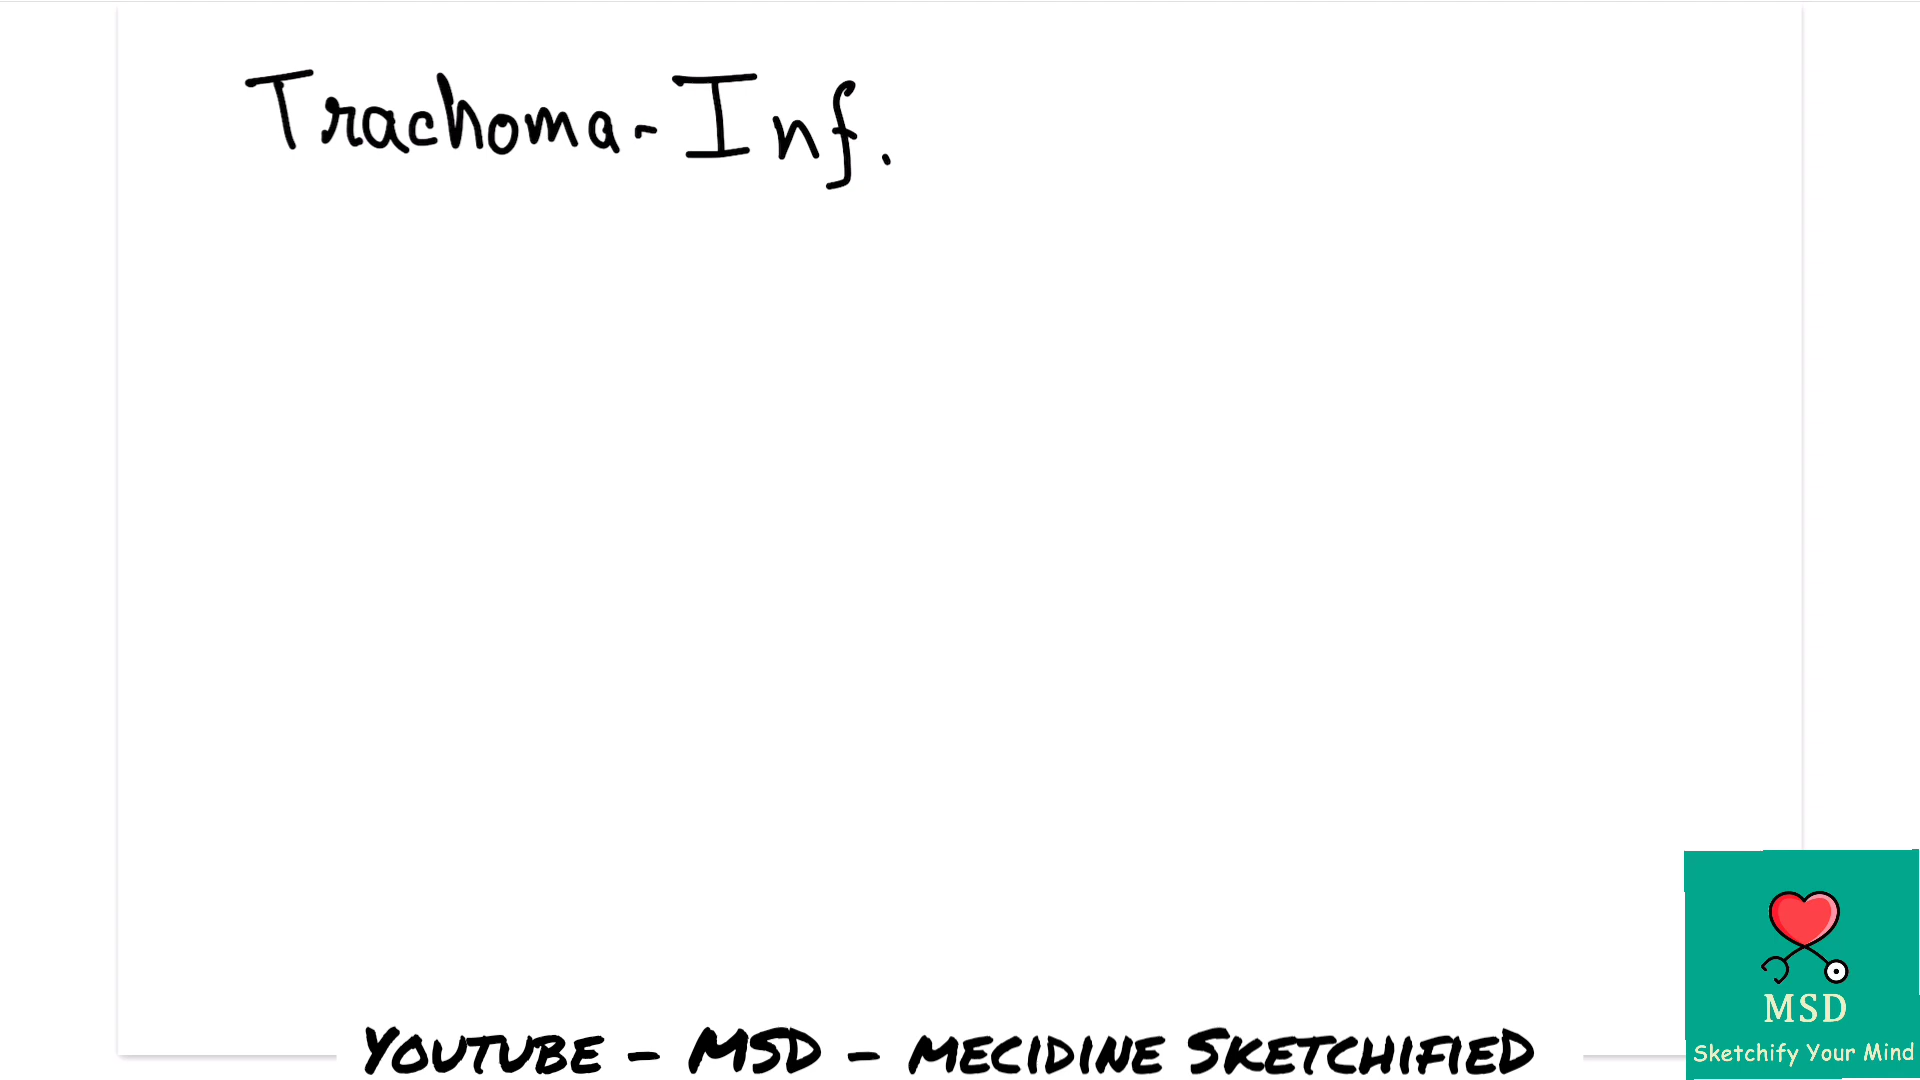 Trachoma - Inf.
MSD
Sketchify Your Mind
YOUTUBE - MSD - MECIDINE SKETCHIFIED